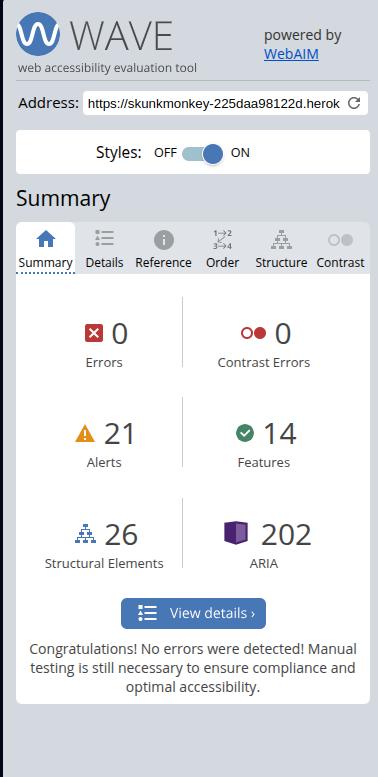 WAVE
powered by
WebAIM
web accessibility evaluation tool
Address: https://skunkmonkey-225daa98122d.herok
Styles: OFF ON
Summary
1→2
3→4
Summary Details Reference Order Structure Contrast
0 0
Errors Contrast Errors
21 14
Alerts Features
26 202
Structural Elements ARIA
View details ›
Congratulations! No errors were detected! Manual
testing is still necessary to ensure compliance and
optimal accessibility.